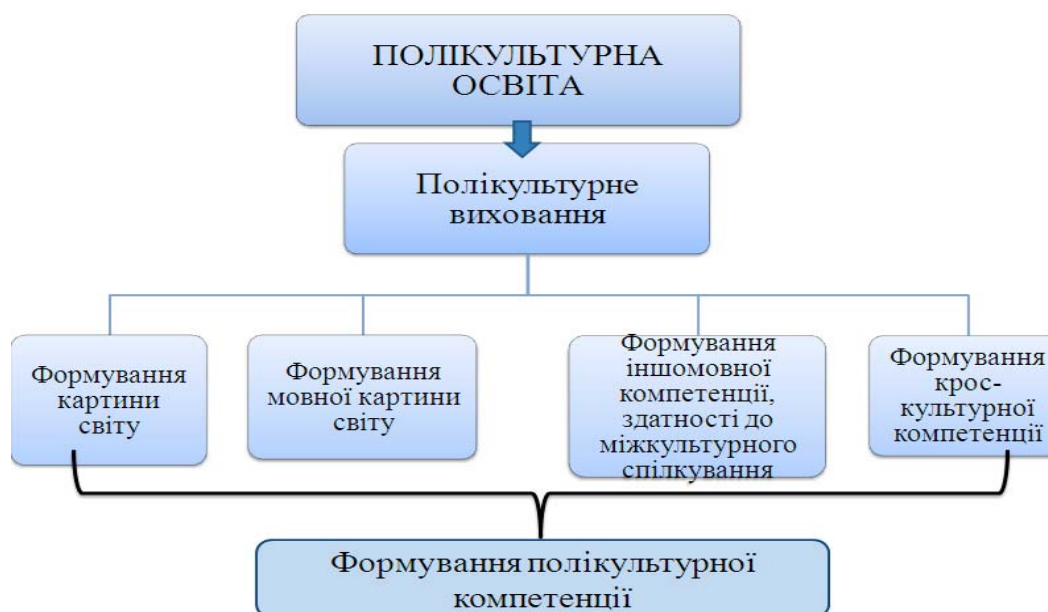 ПОЛІКУЛЬТУРНА
ОСВІТА
Полікультурне
виховання
Формування
картини
світу
Формування
мовної картини
світу
Формування
іншомовної
компетенції,
здатності до
міжкультурного
спілкування
Формування
крос-
культурної
компетенції
Формування полікультурної
компетенції